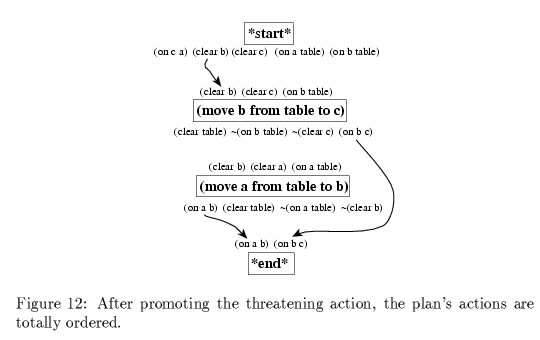 *start*
(on c a) (clear b) (clear c) (on a table) (on b table)
(clear b) (clear c) (on b table)
(move b from table to c)
(clear table) ~(on b table) ~(clear c) (on b c)
(clear b) (clear a) (on a table)
(move a from table to b)
(on a b) (clear table) ~(on a table) ~(clear b)
(on a b) (on b c)
*end*
Figure 12: After promoting the threatening action, the plan's actions are
totally ordered.